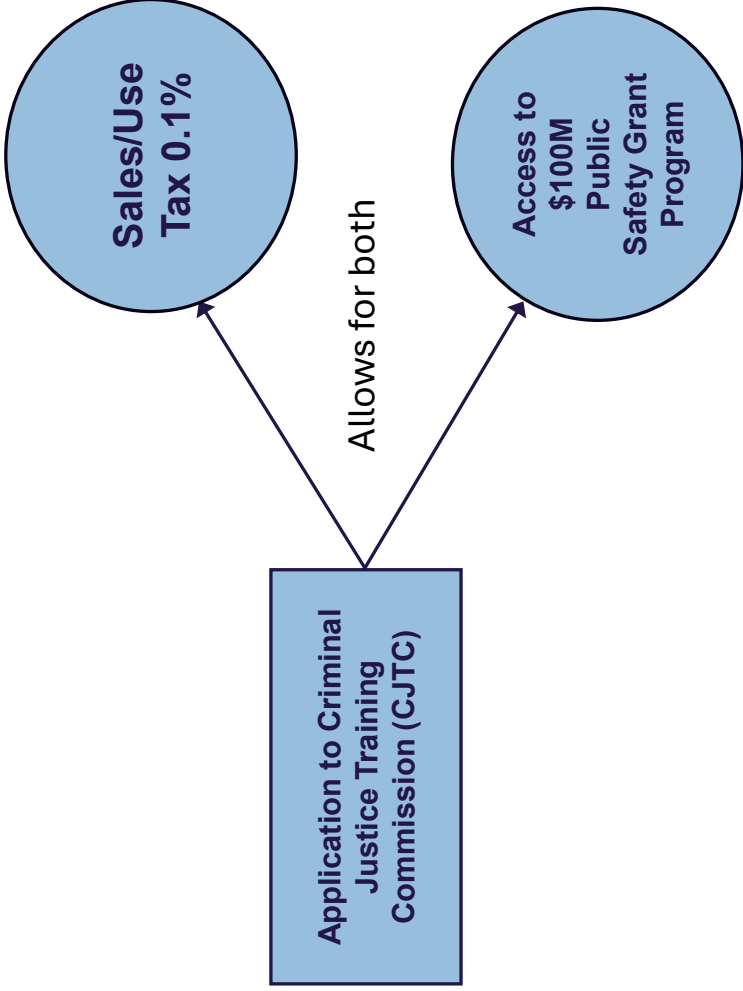 Application to Criminal
Justice Training
Commission (CJTC)
Allows for both
Sales/Use
Tax 0.1%
Access to
$100M
Public
Safety Grant
Program